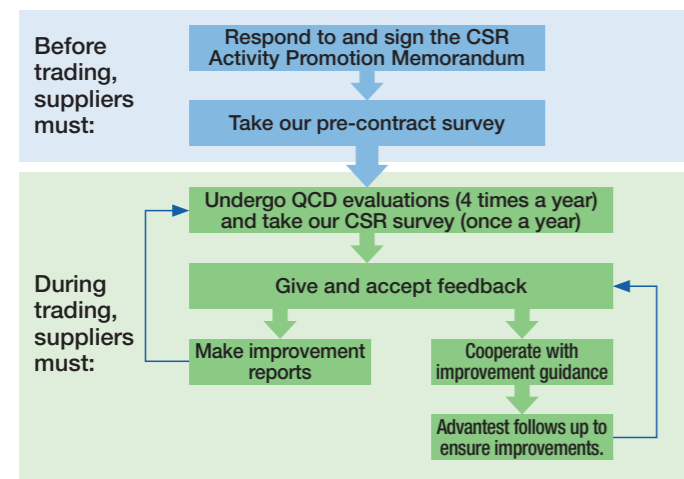 Before
trading,
suppliers
must:
Respond to and sign the CSR
Activity Promotion Memorandum
Take our pre-contract survey
During
trading,
suppliers
must:
Undergo QCD evaluations (4 times a year)
and take our CSR survey (once a year)
Give and accept feedback
Make improvement
reports
Cooperate with
improvement guidance
Advantest follows up to
ensure improvements.